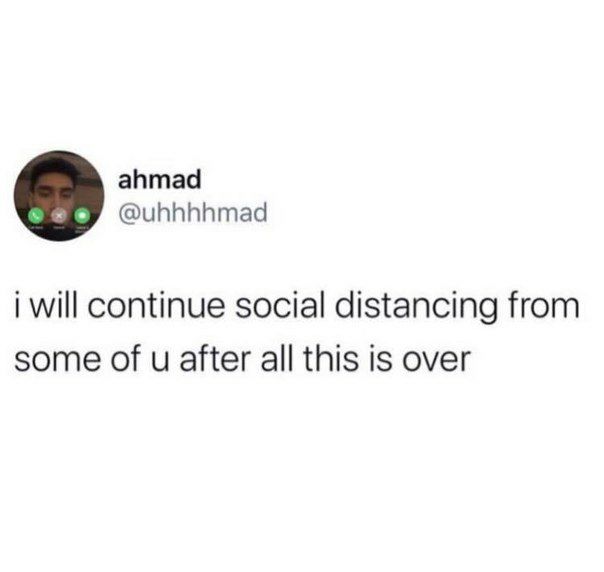 ahmad
@uhhhhmad
i will continue social distancing from
some of u after all this is over